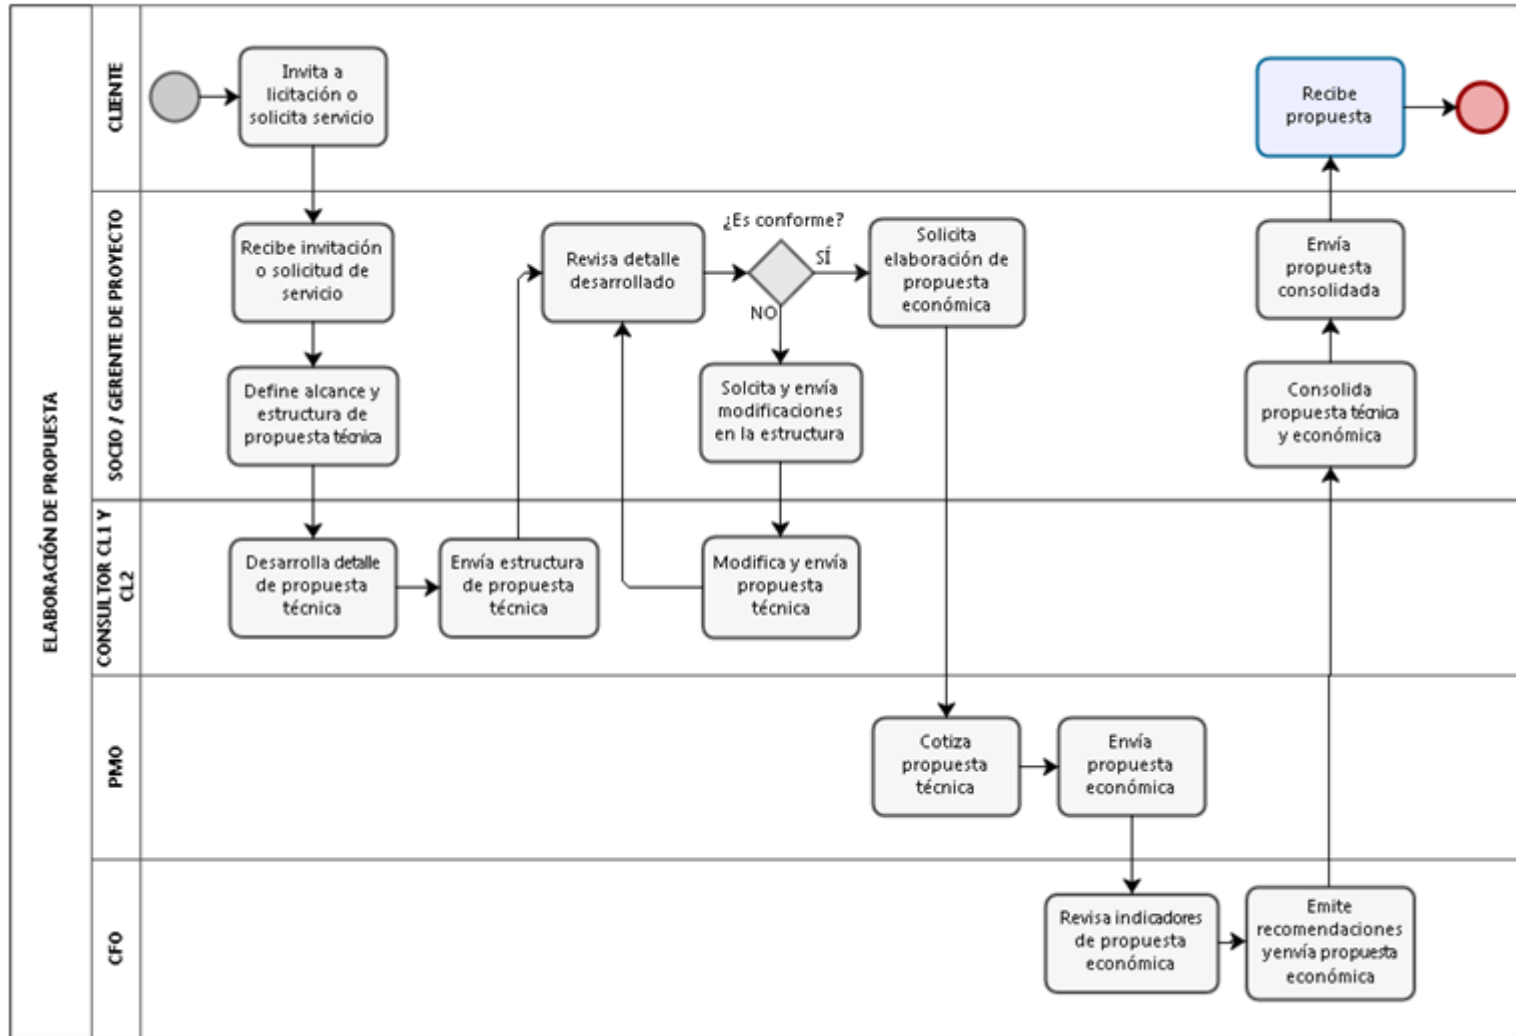 ELABORACIÓN DE PROPUESTA
CLIENTE
Invita a
licitación o
solicita servicio
Recibe
propuesta
SOCIO / GERENTE DE PROYECTO
Recibe invitación
o solicitud de
servicio
Define alcance y
estructura de
propuesta técnica
Revisa detalle
desarrollado
¿Es conforme?
SÍ
NO
Solicita
elaboración de
propuesta
económica
Solcita y envía
modificaciones
en la estructura
Envía
propuesta
consolidada
Consolida
propuesta técnica
y económica
CONSULTOR CL1 Y
CL2
Desarrolla detalle
de propuesta
técnica
Envía estructura
de propuesta
técnica
Modifica y envía
propuesta
técnica
PMO
Cotiza
propuesta
técnica
Envía
propuesta
económica
CFO
Revisa indicadores
de propuesta
económica
Emite
recomendaciones
y envía propuesta
económica